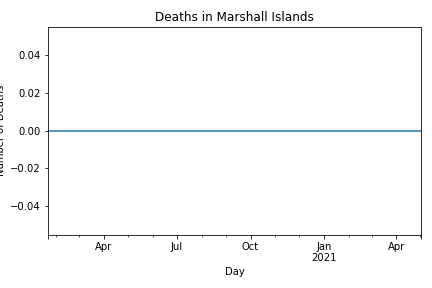 Deaths in Marshall Islands
Number of Deaths
0.04
0.02
0.00
−0.02
−0.04
Apr
Jul
Oct
Jan
2021
Apr
Day